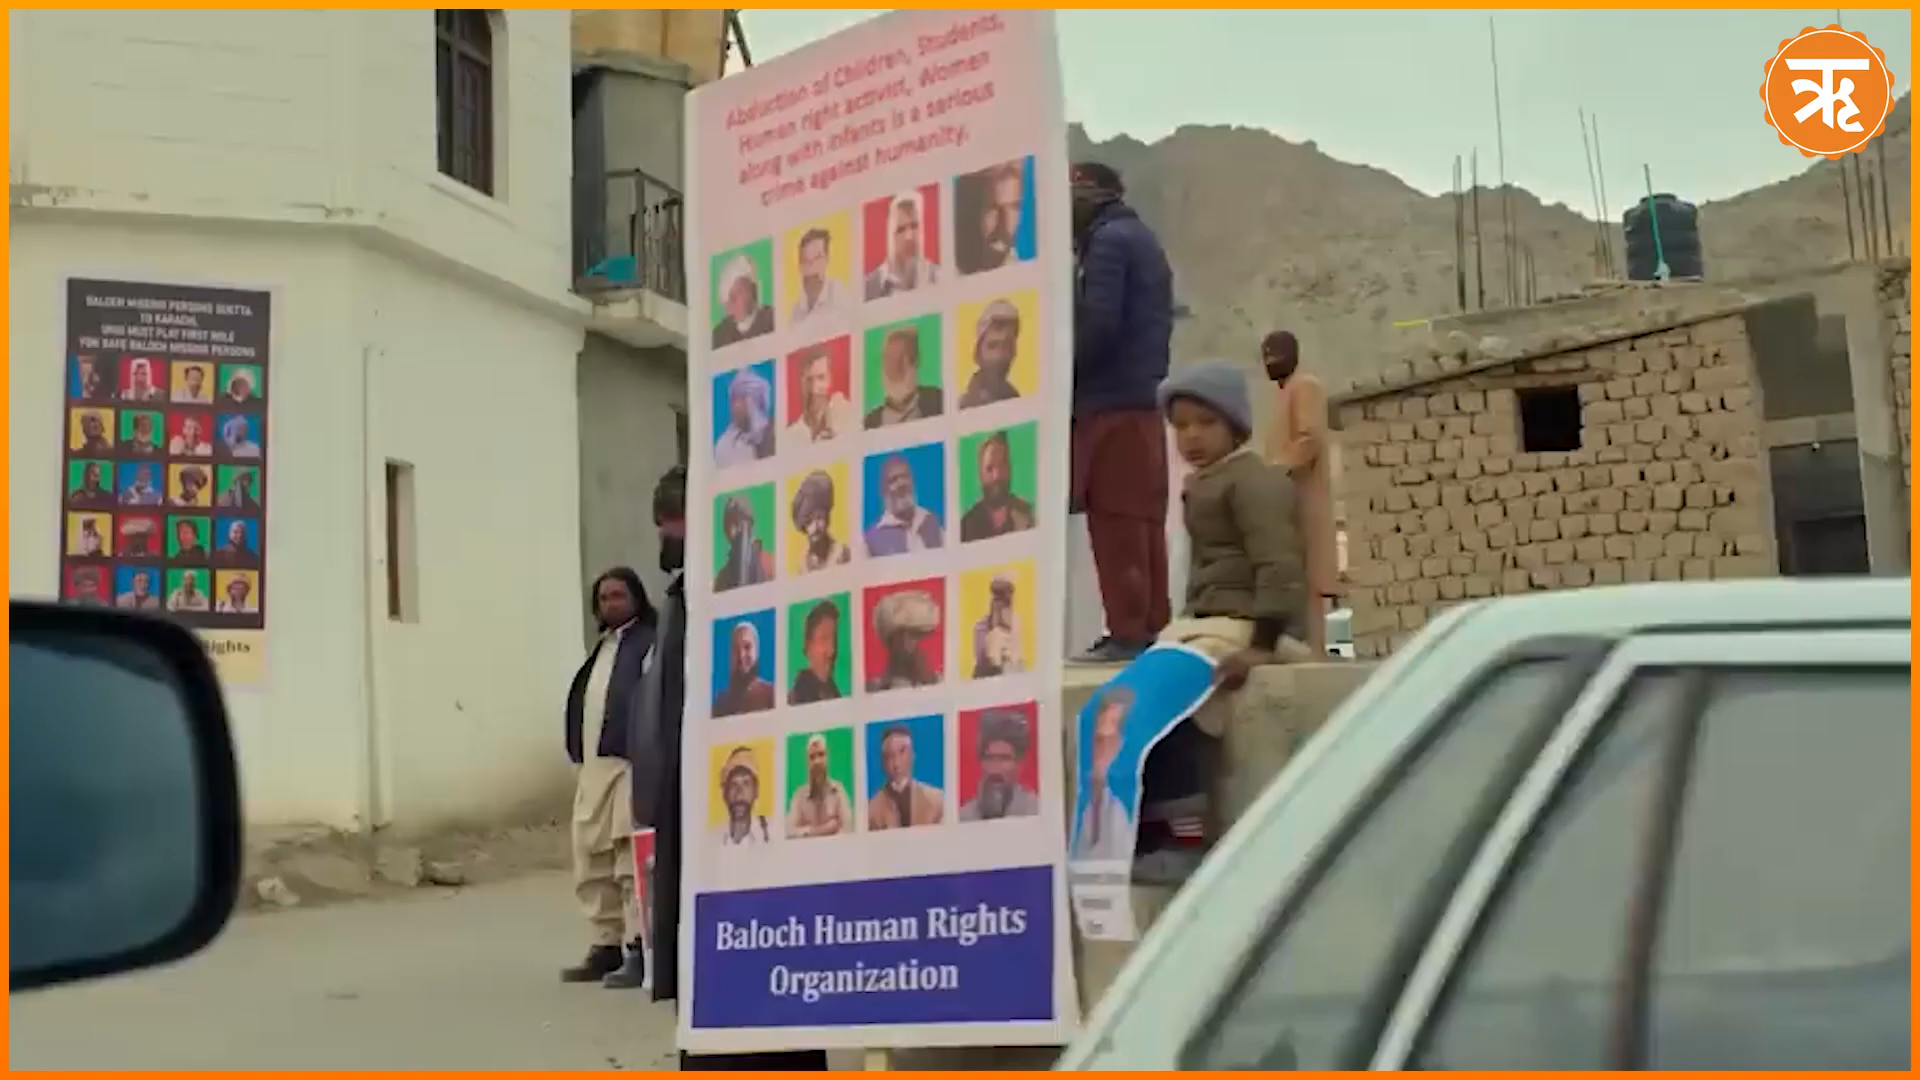 Abduction of Children, Students,
Human right activist, Women
along with infants is a serious
crime against humanity.
Baloch Human Rights
Organization
BALOCH MISSING PERSONS QUETTA
TO KARACHI,
MUST PLAY FIRST ROLE
FOR SAFE BALOCH MISSING PERSONS
Rights
ऋ